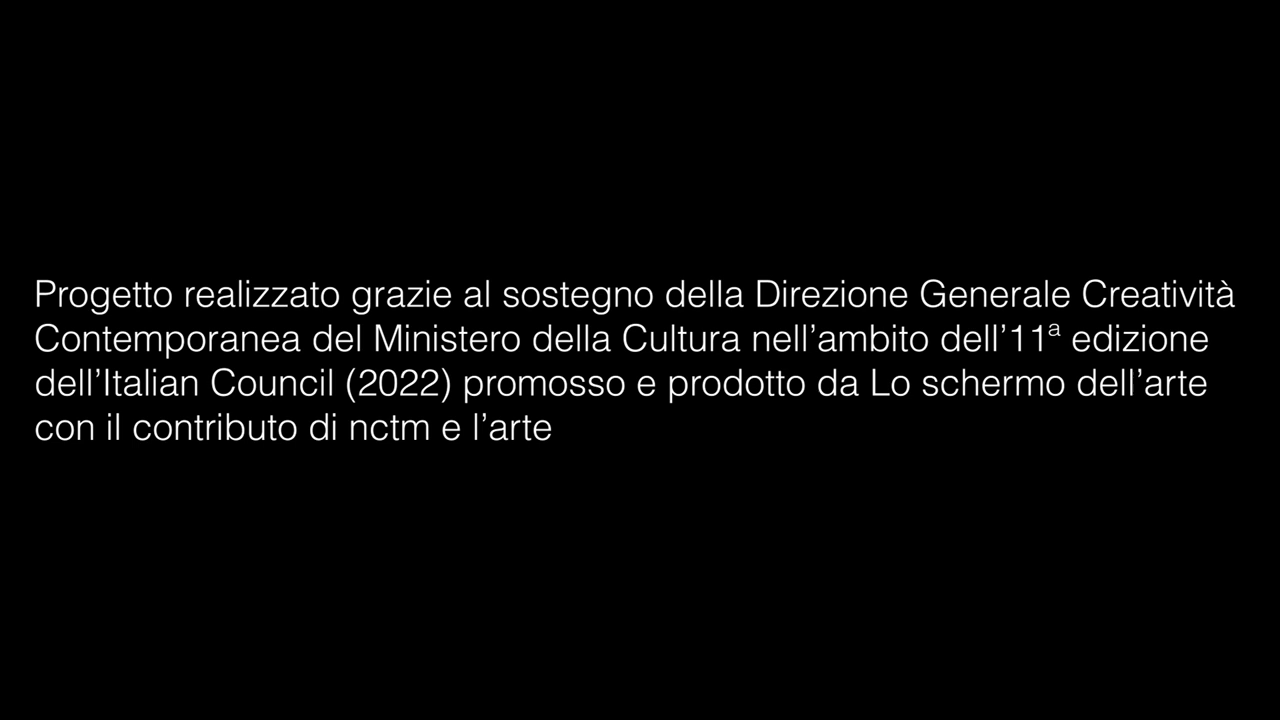 Progetto realizzato grazie al sostegno della Direzione Generale Creatività
Contemporanea del Ministero della Cultura nell’ambito dell’11ª edizione
dell’Italian Council (2022) promosso e prodotto da Lo schermo dell’arte
con il contributo di nctm e l’arte